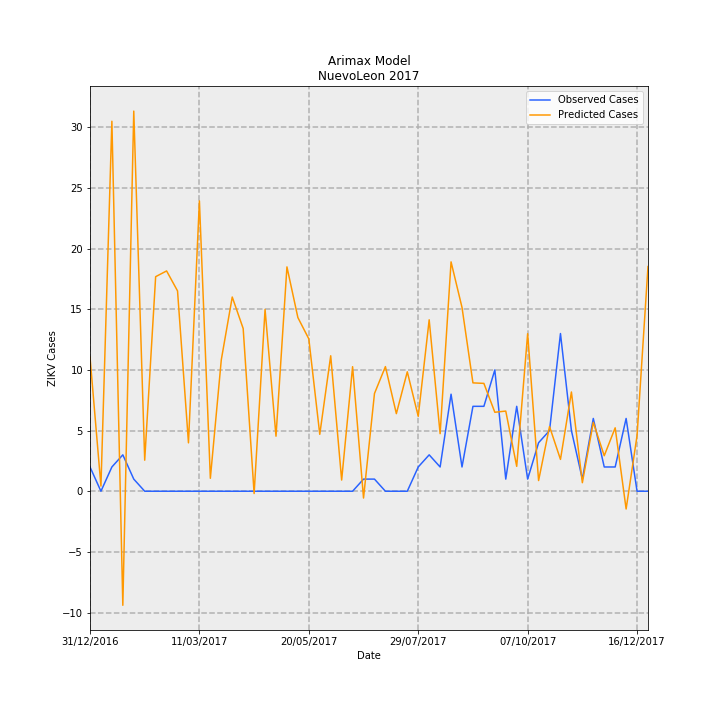 Arimax Model
NuevoLeon 2017
Observed Cases
Predicted Cases
ZIKV Cases
30
25
20
15
10
5
0
−5
−10
31/12/2016
11/03/2017
20/05/2017
29/07/2017
07/10/2017
16/12/2017
Date